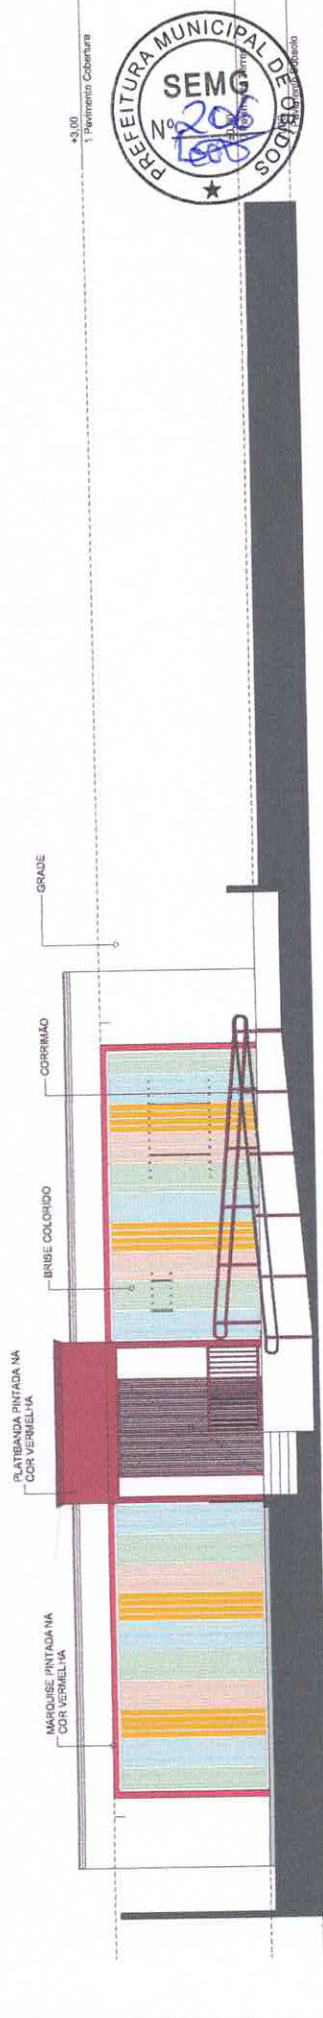 MARQUISE PINTADA NA
COR VERMELHA
PLATIBANDA PINTADA NA
COR VERMELHA
BRISE COLORIDO
CORRIMÃO
GRADE
+3,00
1 Pavimento Cobertura
PREFEITURA MUNICIPAL DE OBIDOS
SEMG
Nº 206